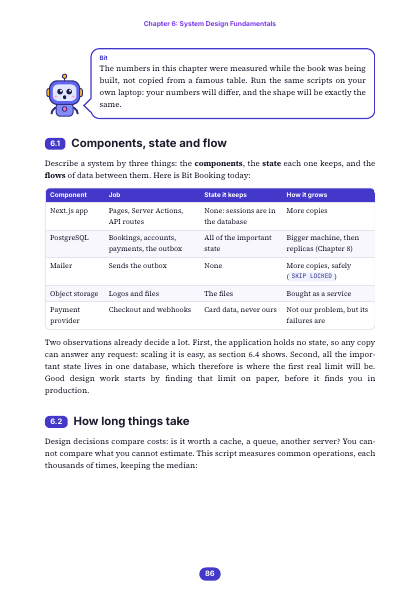 Chapter 6: System Design Fundamentals
Bit
The numbers in this chapter were measured while the book was being
built, not copied from a famous table. Run the same scripts on your
own laptop: your numbers will differ, and the shape will be exactly the
same.
6.1 Components, state and flow
Describe a system by three things: the components, the state each one keeps, and the
flows of data between them. Here is Bit Booking today:
Component Job State it keeps How it grows
Next.js app Pages, Server Actions, None: sessions are in More copies
API routes the database
PostgreSQL Bookings, accounts, All of the important Bigger machine, then
payments, the outbox state replicas (Chapter 8)
Mailer Sends the outbox None More copies, safely
( SKIP LOCKED )
Object storage Logos and files The files Bought as a service
Payment Checkout and webhooks Card data, never ours Not our problem, but its
provider failures are
Two observations already decide a lot. First, the application holds no state, so any copy
can answer any request: scaling it is easy, as section 6.4 shows. Second, all the impor-
tant state lives in one database, which therefore is where the first real limit will be.
Good design work starts by finding that limit on paper, before it finds you in
production.
6.2 How long things take
Design decisions compare costs: is it worth a cache, a queue, another server? You can-
not compare what you cannot estimate. This script measures common operations, each
thousands of times, keeping the median:
86